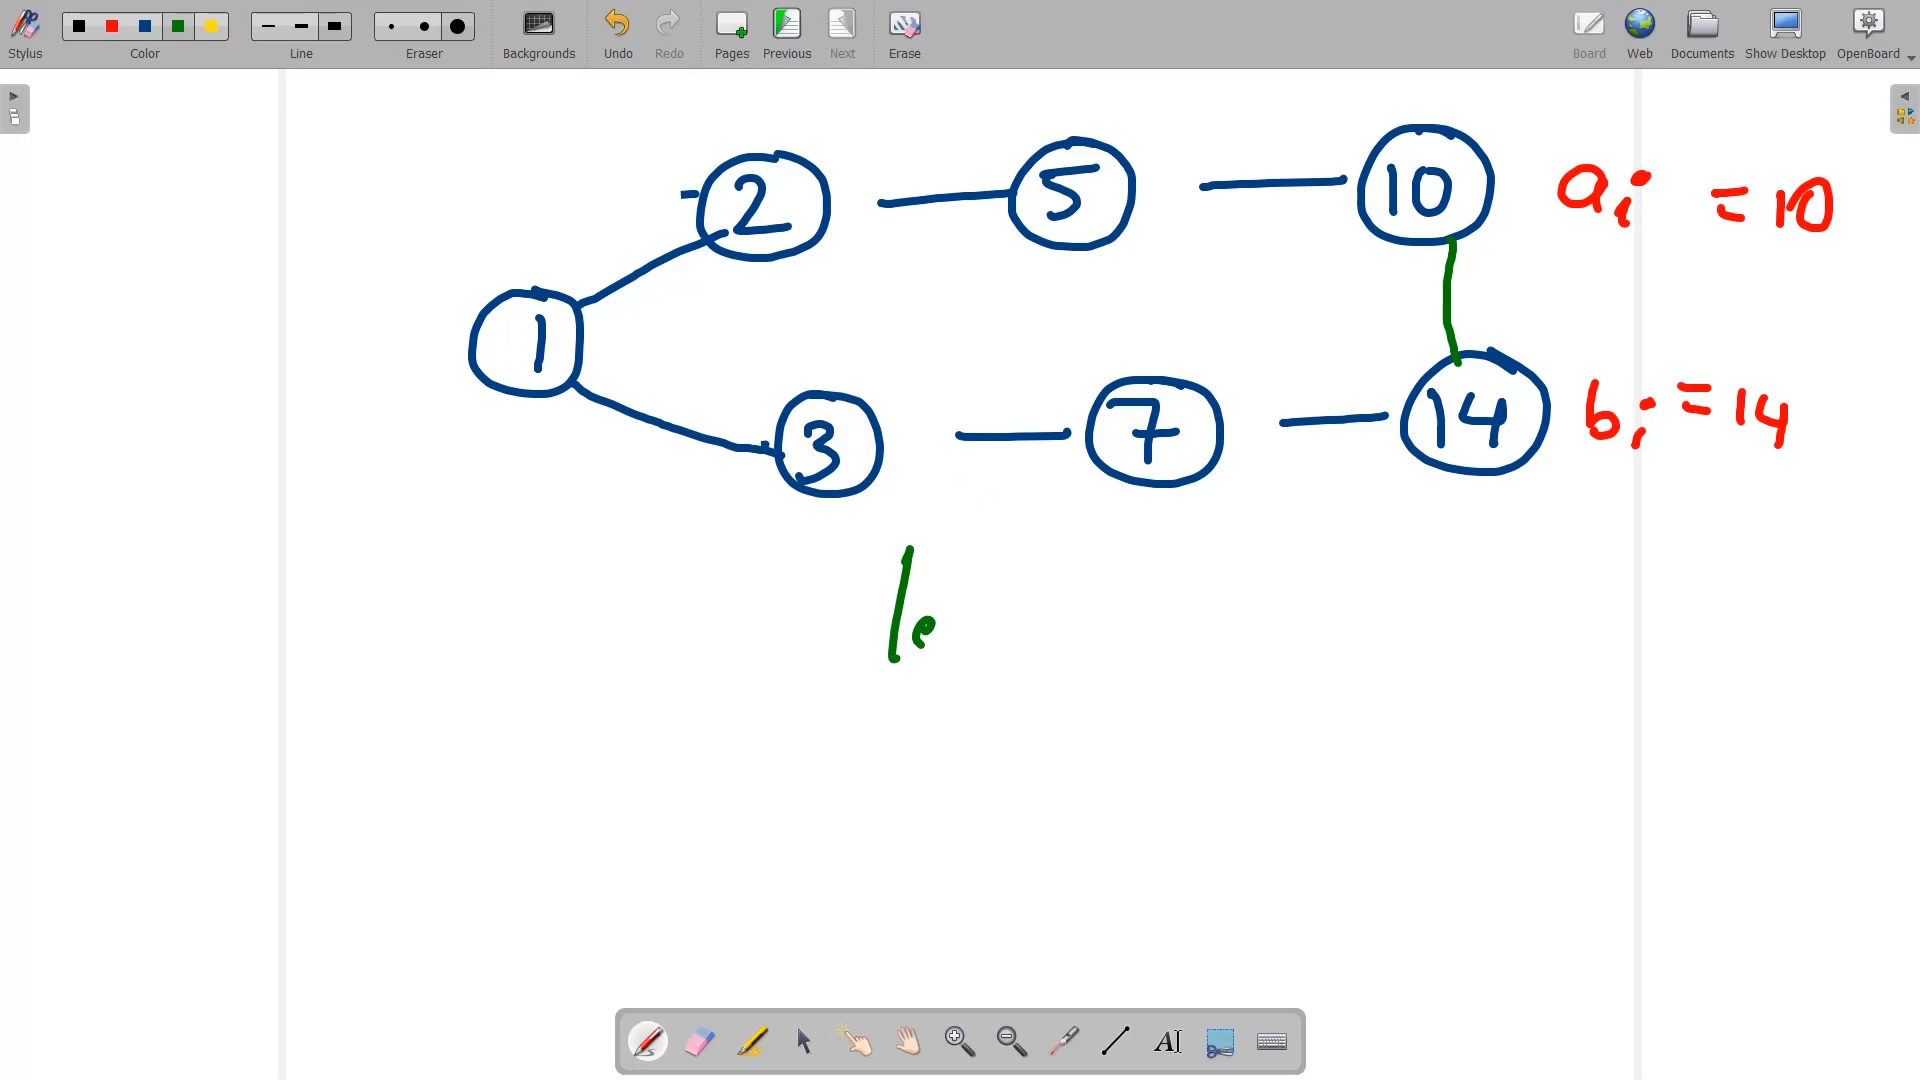 Stylus Color Line Eraser Backgrounds Undo Redo Pages Previous Next Erase Board Web Documents Show Desktop OpenBoard
2 5 10 ai = 10
1
3 7 14 bi = 14
le
AI